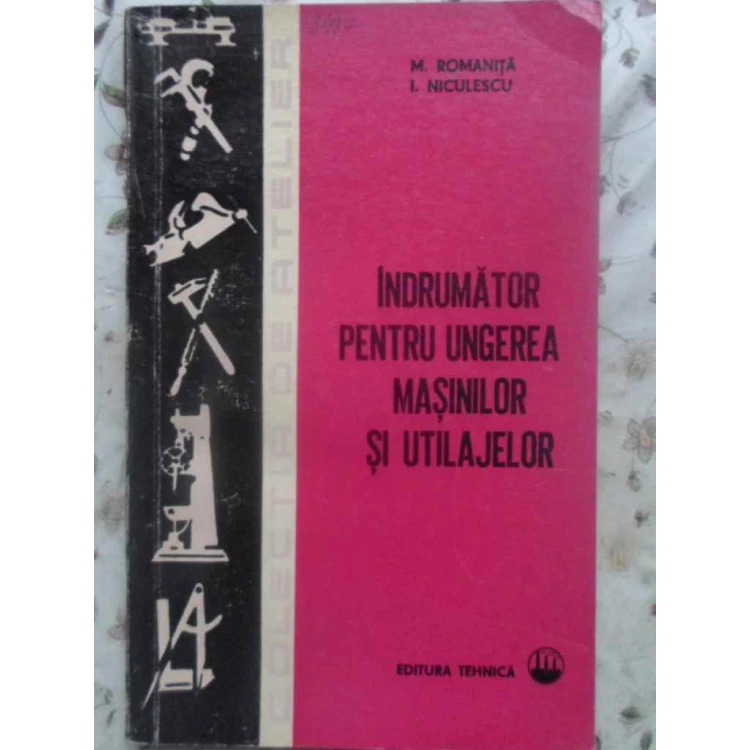 M. ROMANIȚĂ
I. NICULESCU
ÎNDRUMĂTOR
PENTRU UNGEREA
MAȘINILOR
ȘI UTILAJELOR
EDITURA TEHNICĂ
COLECȚIA DE ATELIER